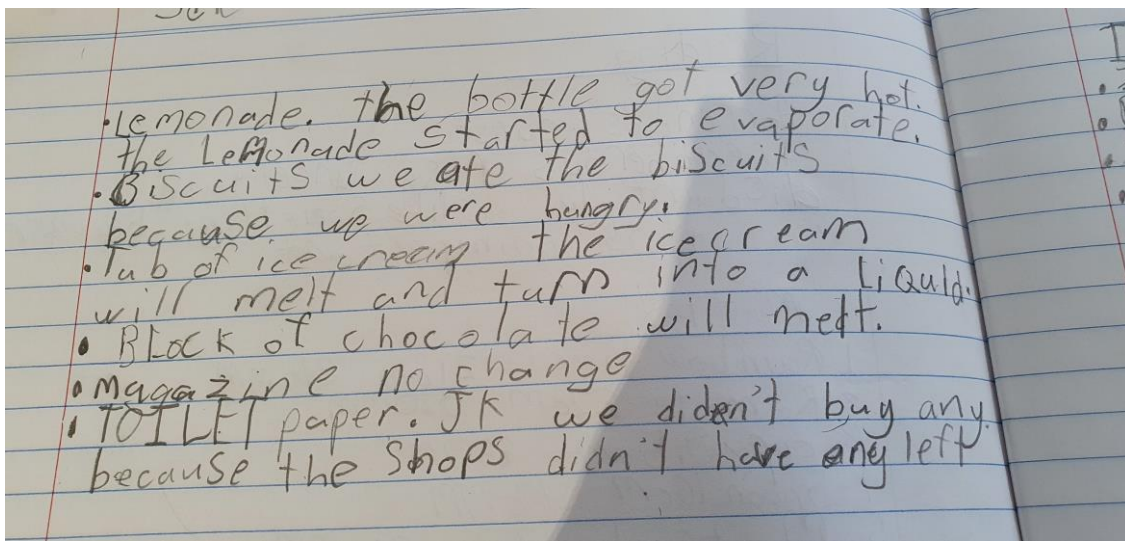 • Lemonade. the bottle got very hot.
the Lemonade started to evaporate.
• Biscuits we ate the biscuits
because we were hungry.
• Tub of ice cream the icecream
will melt and turn into a Liquid.
• Block of chocolate will melt.
• magazine no change
• TOILET paper. JK we diden't buy any
because the shops didn't have any left